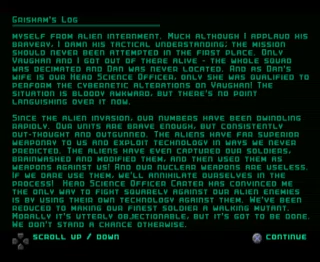 Grisham's Log
myself from alien internment. Much although I applaud his
bravery, I damn his tactical understanding; the mission
should never been attempted in the first place. Only
Vaughan and I got out of there alive - the whole squad
was decimated and Dan was never located. And as Dan's
wife is our Head Science Officer, only she was qualified to
perform the cybernetic alterations on Vaughan! The
situation is bloody awkward, but there's no point
languishing over it now.
Since the alien invasion, our numbers have been dwindling
rapidly. Our units are brave enough, but consistently
out-thought and outgunned. The aliens have far superior
weaponry to us and exploit technology in ways we never
predicted. The aliens have even captured our soldiers,
brainwashed and modified them, and then used them as
weapons against us! And our nuclear weapons are useless.
If we dare use them, we'll annihilate ourselves in the
process! Head Science Officer Carter has convinced me
the only way to fight squarely against our alien enemies
is by using their own technology against them. We've been
reduced to making our finest soldier a walking mutant.
Morally it's utterly objectionable, but it's got to be done.
We don't stand a chance otherwise.
Scroll up / down
Continue